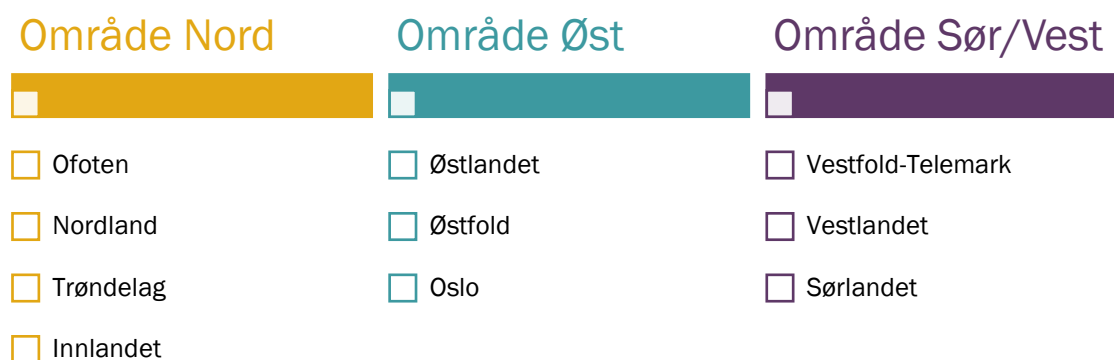 Område Nord
Ofoten
Nordland
Trøndelag
Innlandet
Område Øst
Østlandet
Østfold
Oslo
Område Sør/Vest
Vestfold-Telemark
Vestlandet
Sørlandet